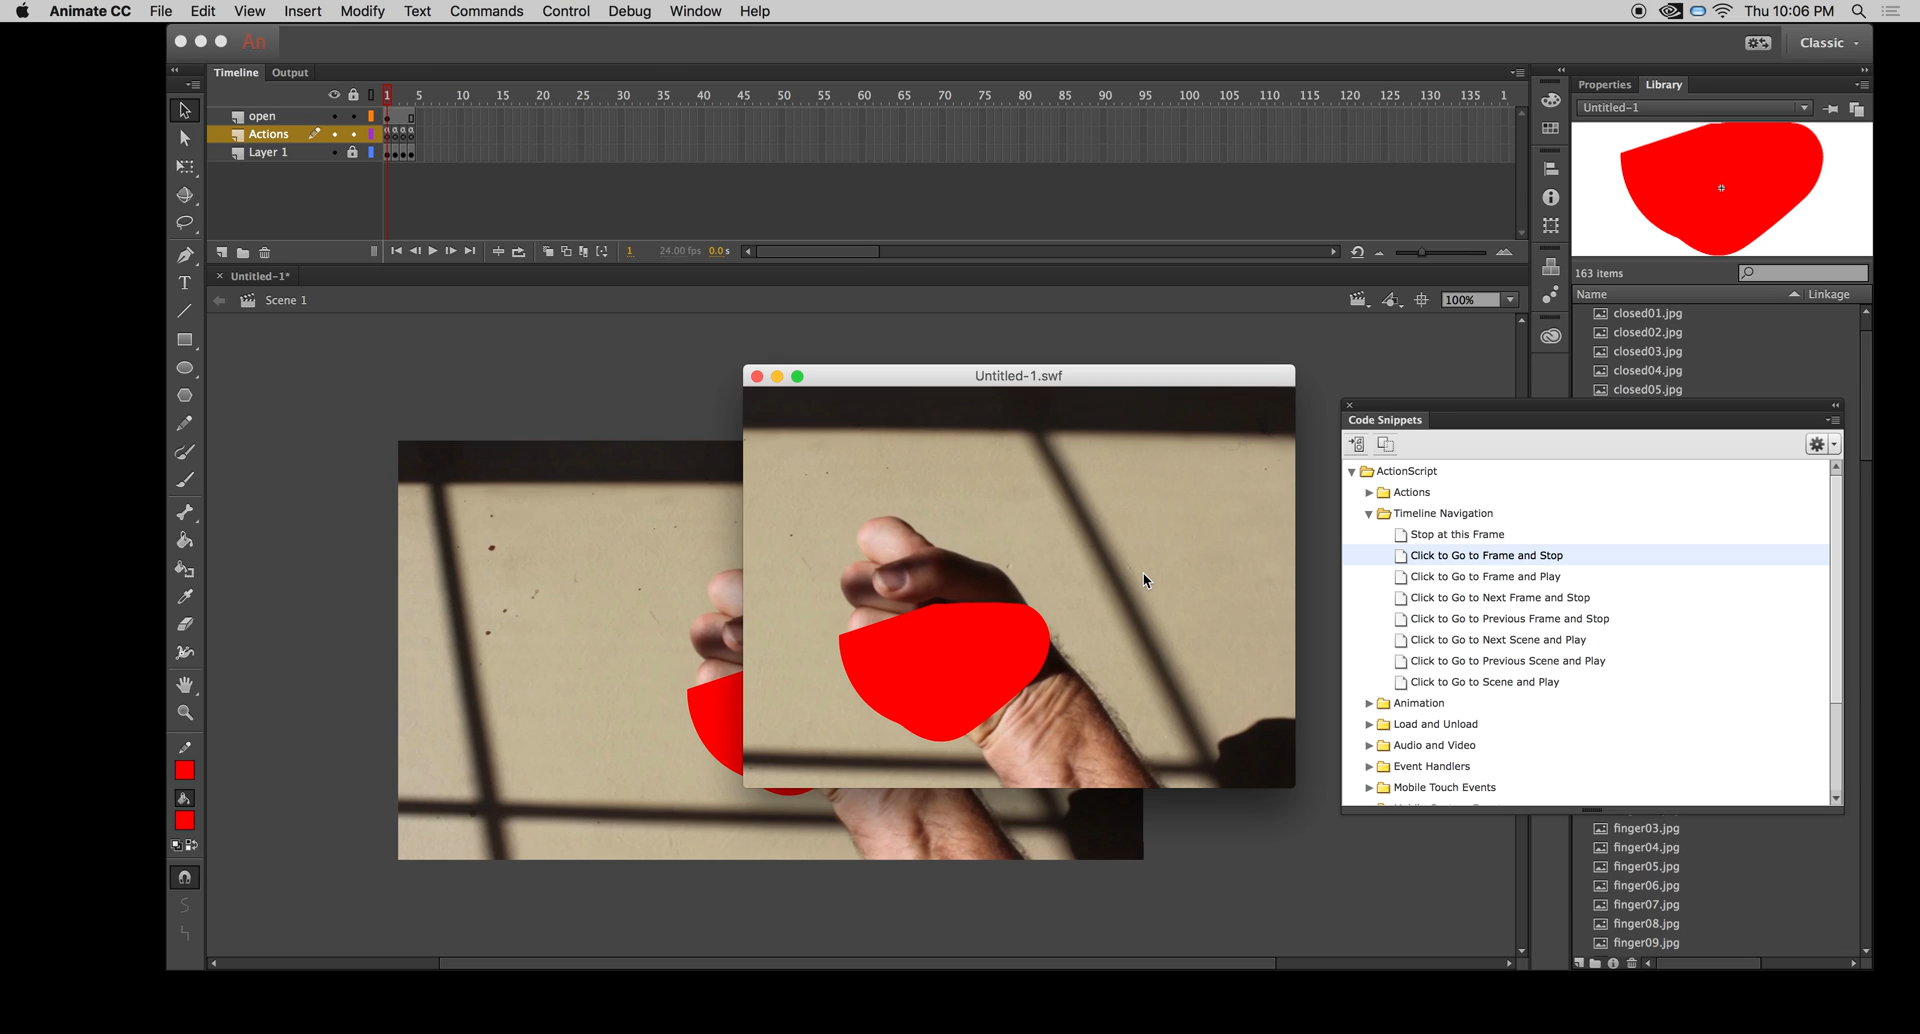 Animate CC File Edit View Insert Modify Text Commands Control Debug Window Help Thu 10:06 PM
An Classic
Timeline Output
1 5 10 15 20 25 30 35 40 45 50 55 60 65 70 75 80 85 90 95 100 105 110 115 120 125 130 135 1
open
Actions
Layer 1
1 24.00 fps 0.0 s
Untitled-1*
Scene 1
100%
Properties Library
Untitled-1
163 items
Name Linkage
closed01.jpg
closed02.jpg
closed03.jpg
closed04.jpg
closed05.jpg
Untitled-1.swf
Code Snippets
ActionScript
Actions
Timeline Navigation
Stop at this Frame
Click to Go to Frame and Stop
Click to Go to Frame and Play
Click to Go to Next Frame and Stop
Click to Go to Previous Frame and Stop
Click to Go to Next Scene and Play
Click to Go to Previous Scene and Play
Click to Go to Scene and Play
Animation
Load and Unload
Audio and Video
Event Handlers
Mobile Touch Events
finger03.jpg
finger04.jpg
finger05.jpg
finger06.jpg
finger07.jpg
finger08.jpg
finger09.jpg